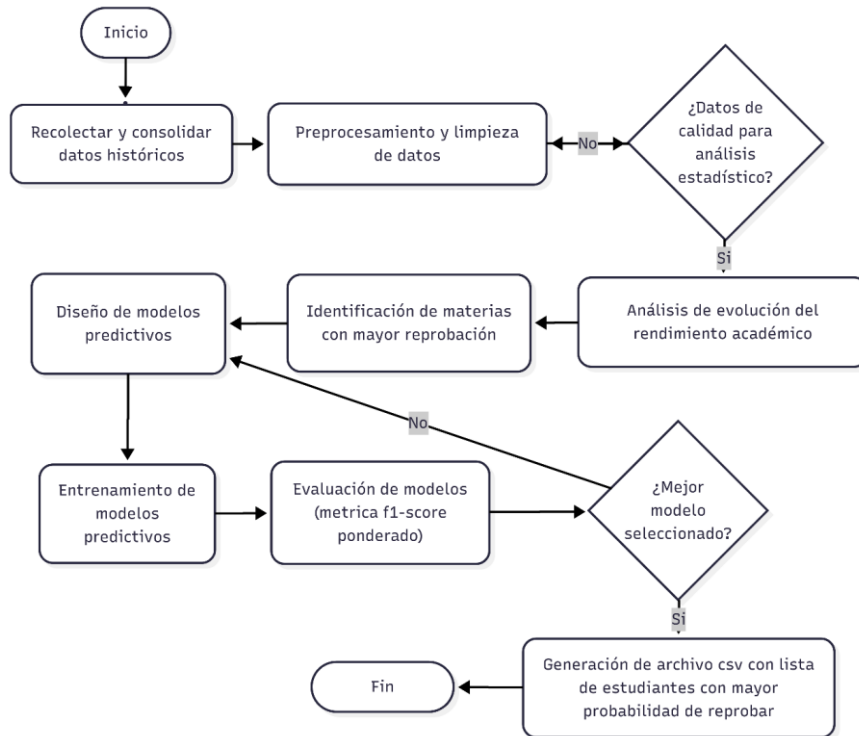 Inicio
Recolectar y consolidar
datos históricos
Preprocesamiento y limpieza
de datos
No
¿Datos de
calidad para
análisis
estadístico?
Si
Análisis de evolución del
rendimiento académico
Identificación de materias
con mayor reprobación
Diseño de modelos
predictivos
No
Entrenamiento de
modelos
predictivos
Evaluación de modelos
(metrica f1-score
ponderado)
¿Mejor
modelo
seleccionado?
Si
Generación de archivo csv con lista
de estudiantes con mayor
probabilidad de reprobar
Fin